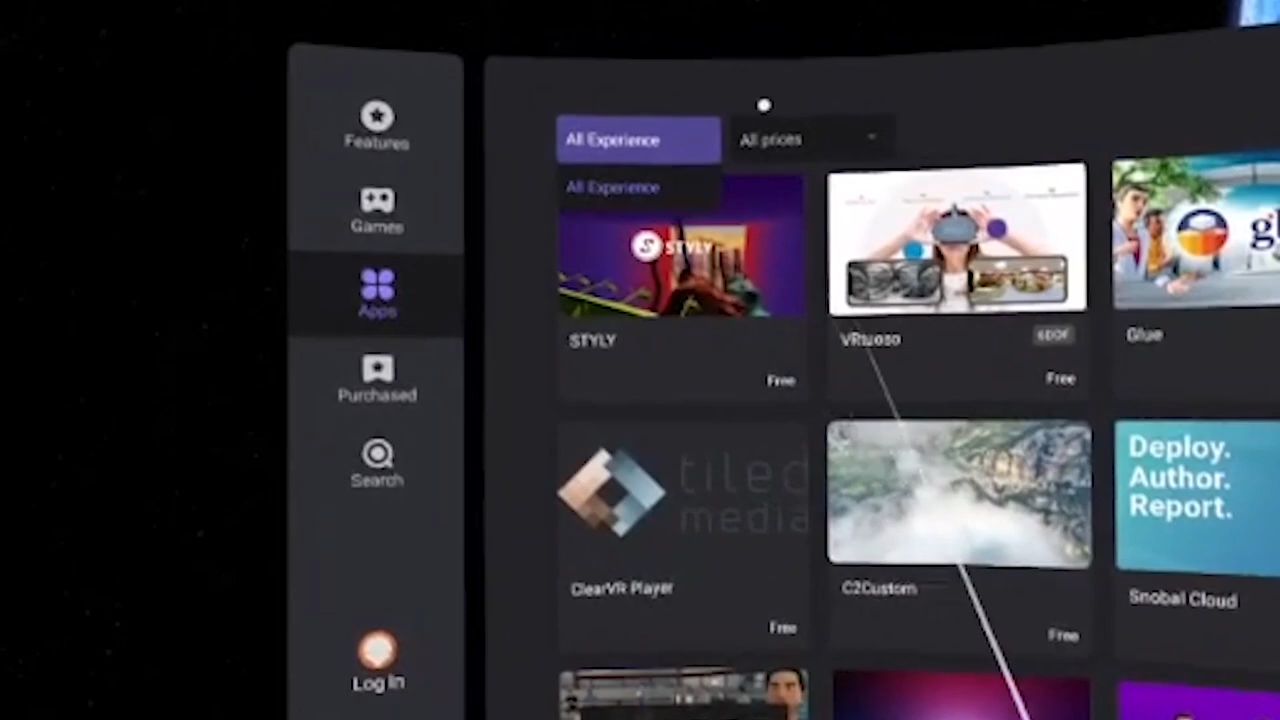 Features
Games
Apps
Purchased
Search
Log In
All Experience
All prices
All Experience
STYLY
STYLY
Free
VRtuoso
6DOF
Free
Glue
tiled
media
ClearVR Player
C2Custom
Free
Free
Deploy.
Author.
Report.
Snobal Cloud